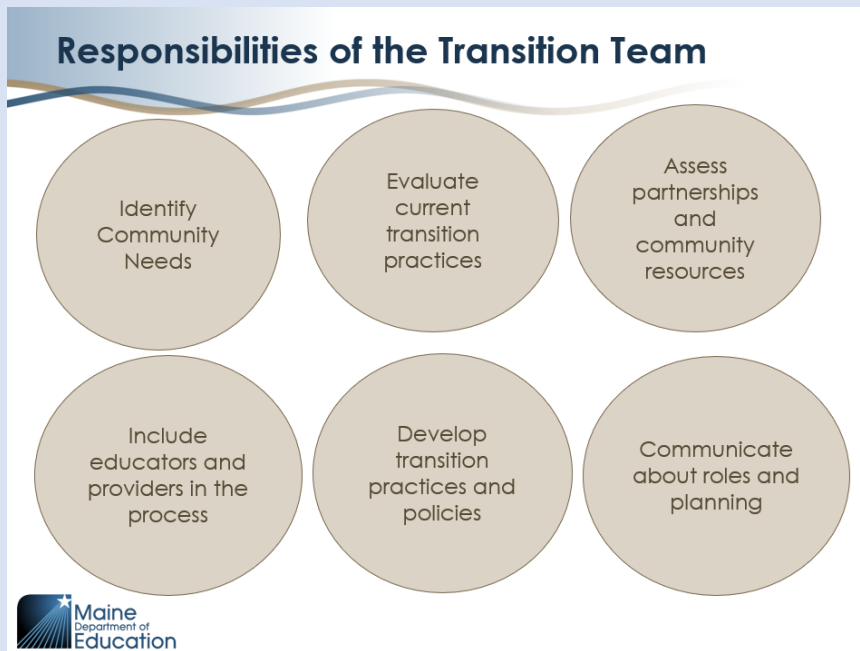 Responsibilities of the Transition Team
Identify
Community
Needs
Evaluate
current
transition
practices
Assess
partnerships
and
community
resources
Include
educators and
providers in the
process
Develop
transition
practices and
policies
Communicate
about roles and
planning
Maine
Department of
Education